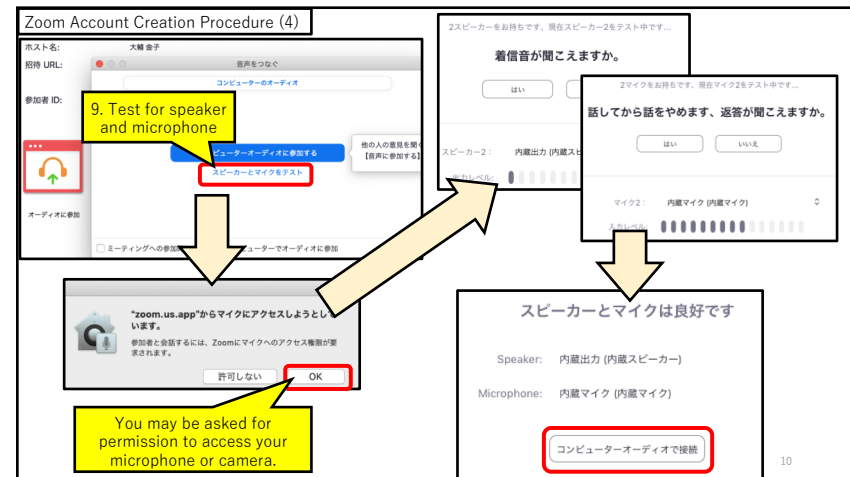 Zoom Account Creation Procedure (4)
ホスト名: 大輔 金子
招待 URL:
参加者 ID:
音声をつなぐ
コンピューターのオーディオ
9. Test for speaker
and microphone
ピューターオーディオに参加する
スピーカーとマイクをテスト
他の人の意見を聞く
【音声に参加する】
オーディオに参加
ミーティングへの参加
ューターでオーディオに参加
"zoom.us.app"からマイクにアクセスしようとして
います。
参加者と会話するには、Zoomにマイクへのアクセス権限が要
求されます。
許可しない OK
You may be asked for
permission to access your
microphone or camera.
2スピーカーをお持ちです、現在スピーカー2をテスト中です...
着信音が聞こえますか。
はい
スピーカー2: 内蔵出力 (内蔵スピ
出力レベル:
2マイクをお持ちです、現在マイク2をテスト中です...
話してから話をやめます、返答が聞こえますか。
はい いいえ
マイク2: 内蔵マイク (内蔵マイク)
入力レベル:
スピーカーとマイクは良好です
Speaker: 内蔵出力 (内蔵スピーカー)
Microphone: 内蔵マイク (内蔵マイク)
コンピューターオーディオで接続
10